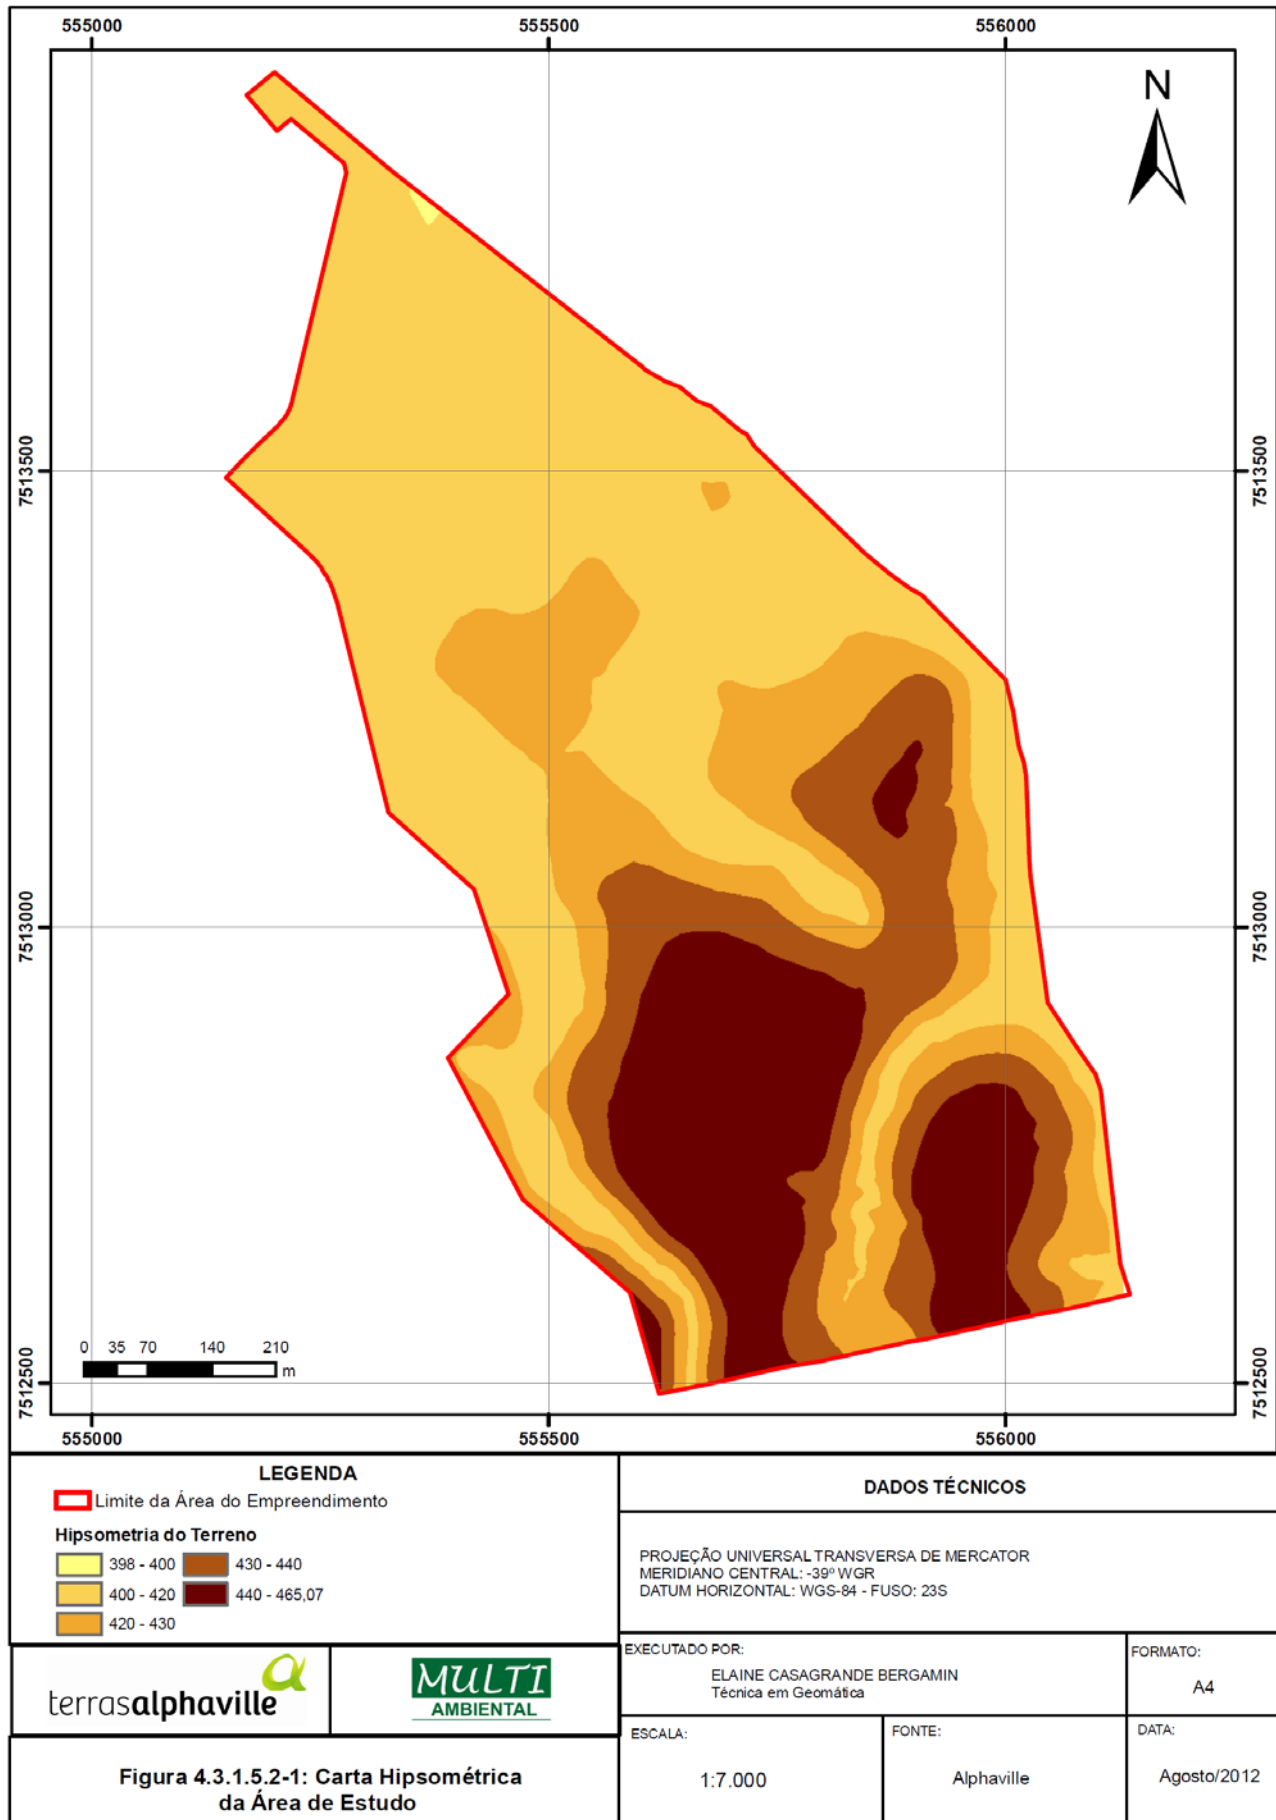 555000
555500
556000
N
7513500
7513500
7513000
7513000
7512500
7512500
0 35 70 140 210
m
555000
555500
556000
LEGENDA
Limite da Área do Empreendimento
Hipsometria do Terreno
398 - 400
430 - 440
400 - 420
440 - 465,07
420 - 430
DADOS TÉCNICOS
PROJEÇÃO UNIVERSAL TRANSVERSA DE MERCATOR
MERIDIANO CENTRAL: -39º WGR
DATUM HORIZONTAL: WGS-84 - FUSO: 23S
terrasalphaville
MULTI
AMBIENTAL
EXECUTADO POR:
ELAINE CASAGRANDE BERGAMIN
Técnica em Geomática
FORMATO:
A4
Figura 4.3.1.5.2-1: Carta Hipsométrica
da Área de Estudo
ESCALA:
1:7.000
FONTE:
Alphaville
DATA:
Agosto/2012